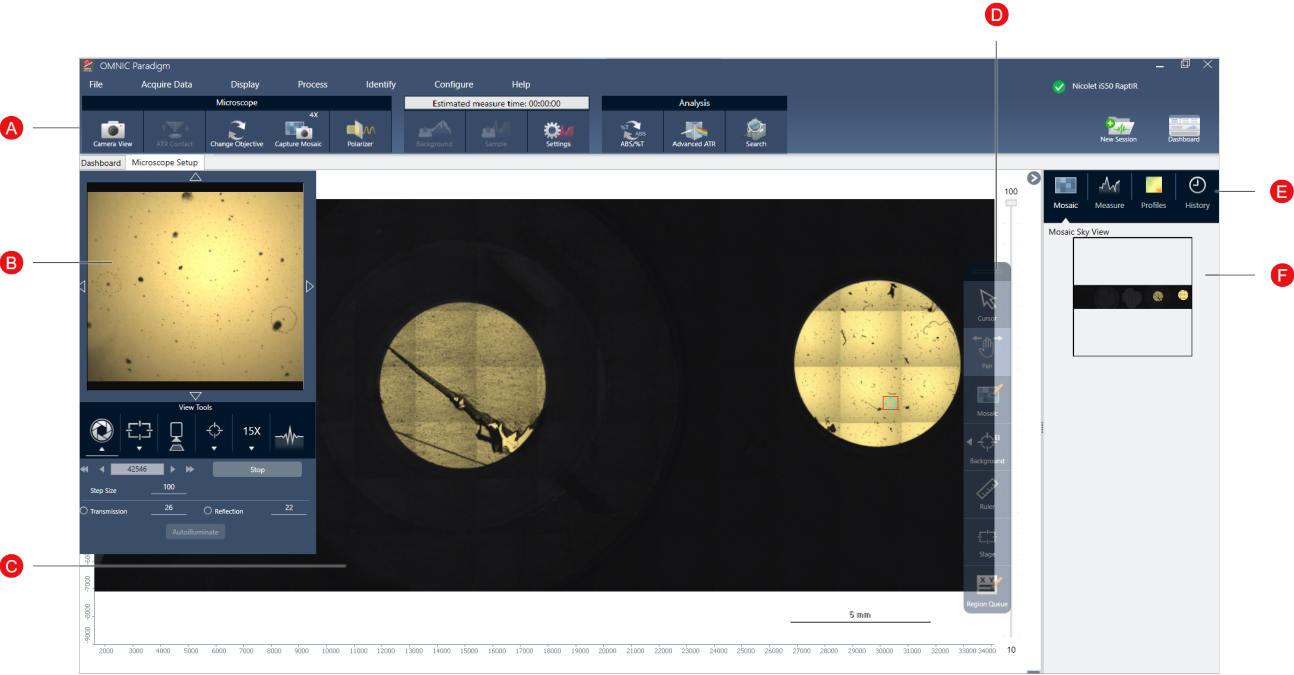 D
OMNIC Paradigm
File Acquire Data Display Process Identify Configure Help
Nicolet iS50 RaptIR
Microscope Estimated measure time: 00:00:00 Analysis
A
4X
%T ABS
Camera View ATR Contact Change Objective Capture Mosaic Polarizer Background Sample Settings ABS/%T Advanced ATR Search New Session Dashboard
Dashboard Microscope Setup
100
E
Mosaic Measure Profiles History
Mosaic Sky View
B
F
Cursor
Pan
Mosaic
View Tools
15X
B
Background
42546 Stop
Step Size 100
Ruler
Transmission 26 Reflection 22
Autoilluminate
Stage
C
X Y
Region Queue
-7000
-8000
-9000
5 mm
2000 3000 4000 5000 6000 7000 8000 9000 10000 11000 12000 13000 14000 15000 16000 17000 18000 19000 20000 21000 22000 23000 24000 25000 26000 27000 28000 29000 30000 31000 32000 33000 34000 10